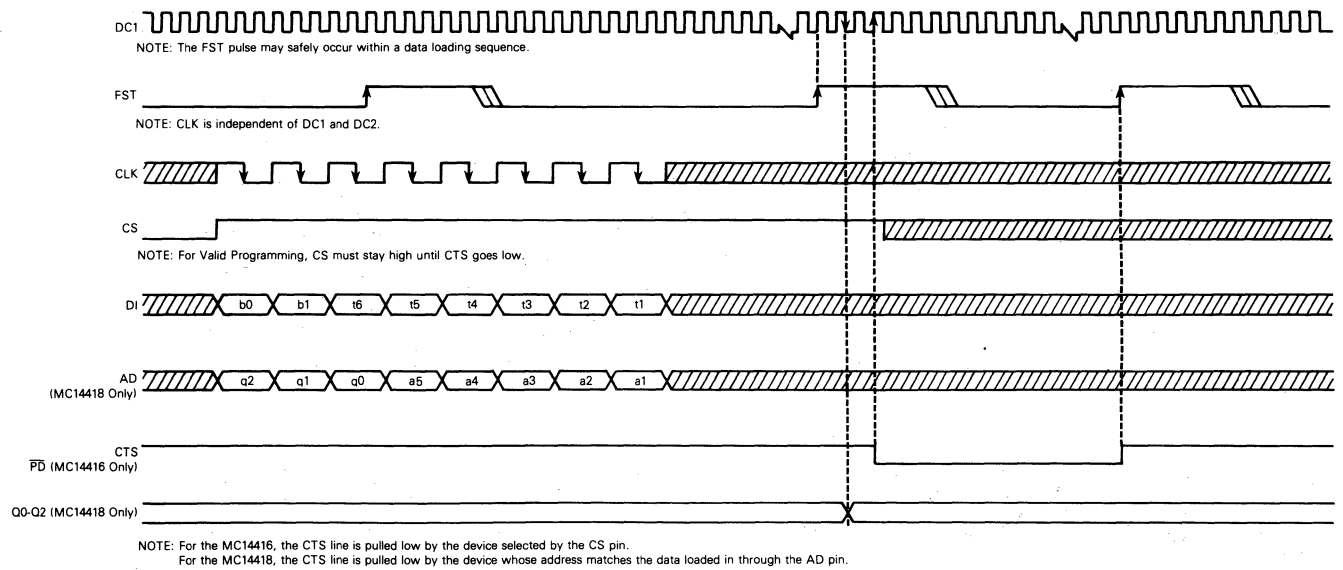 DC1
NOTE: The FST pulse may safely occur within a data loading sequence.
FST
NOTE: CLK is independent of DC1 and DC2.
CLK
CS
NOTE: For Valid Programming, CS must stay high until CTS goes low.
DI b0 b1 t6 t5 t4 t3 t2 t1
AD q2 q1 q0 a5 a4 a3 a2 a1
(MC14418 Only)
CTS
PD (MC14416 Only)
Q0-Q2 (MC14418 Only)
NOTE: For the MC14416, the CTS line is pulled low by the device selected by the CS pin.
For the MC14418, the CTS line is pulled low by the device whose address matches the data loaded in through the AD pin.